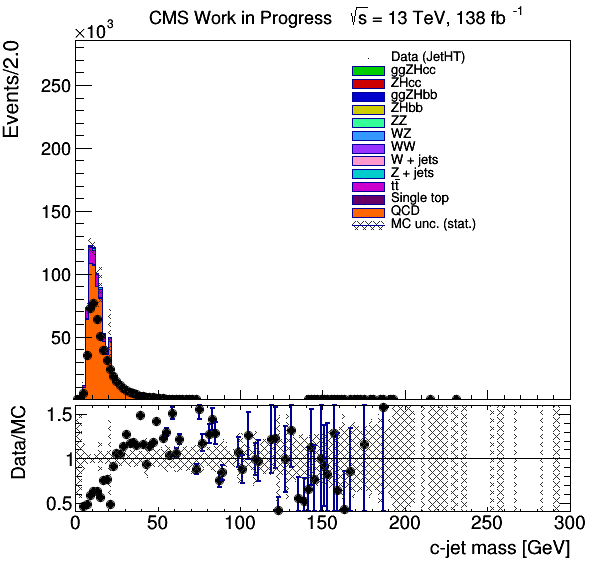 CMS Work in Progress √s = 13 TeV, 138 fb⁻¹
×10³
Events/2.0
250
200
150
100
50
Data (JetHT)
ggZHcc
ZHcc
ggZHbb
ZHbb
ZZ
WZ
WW
W + jets
Z + jets
tt̄
Single top
QCD
MC unc. (stat.)
Data/MC
1.5
1
0.5
0 50 100 150 200 250 300
c-jet mass [GeV]